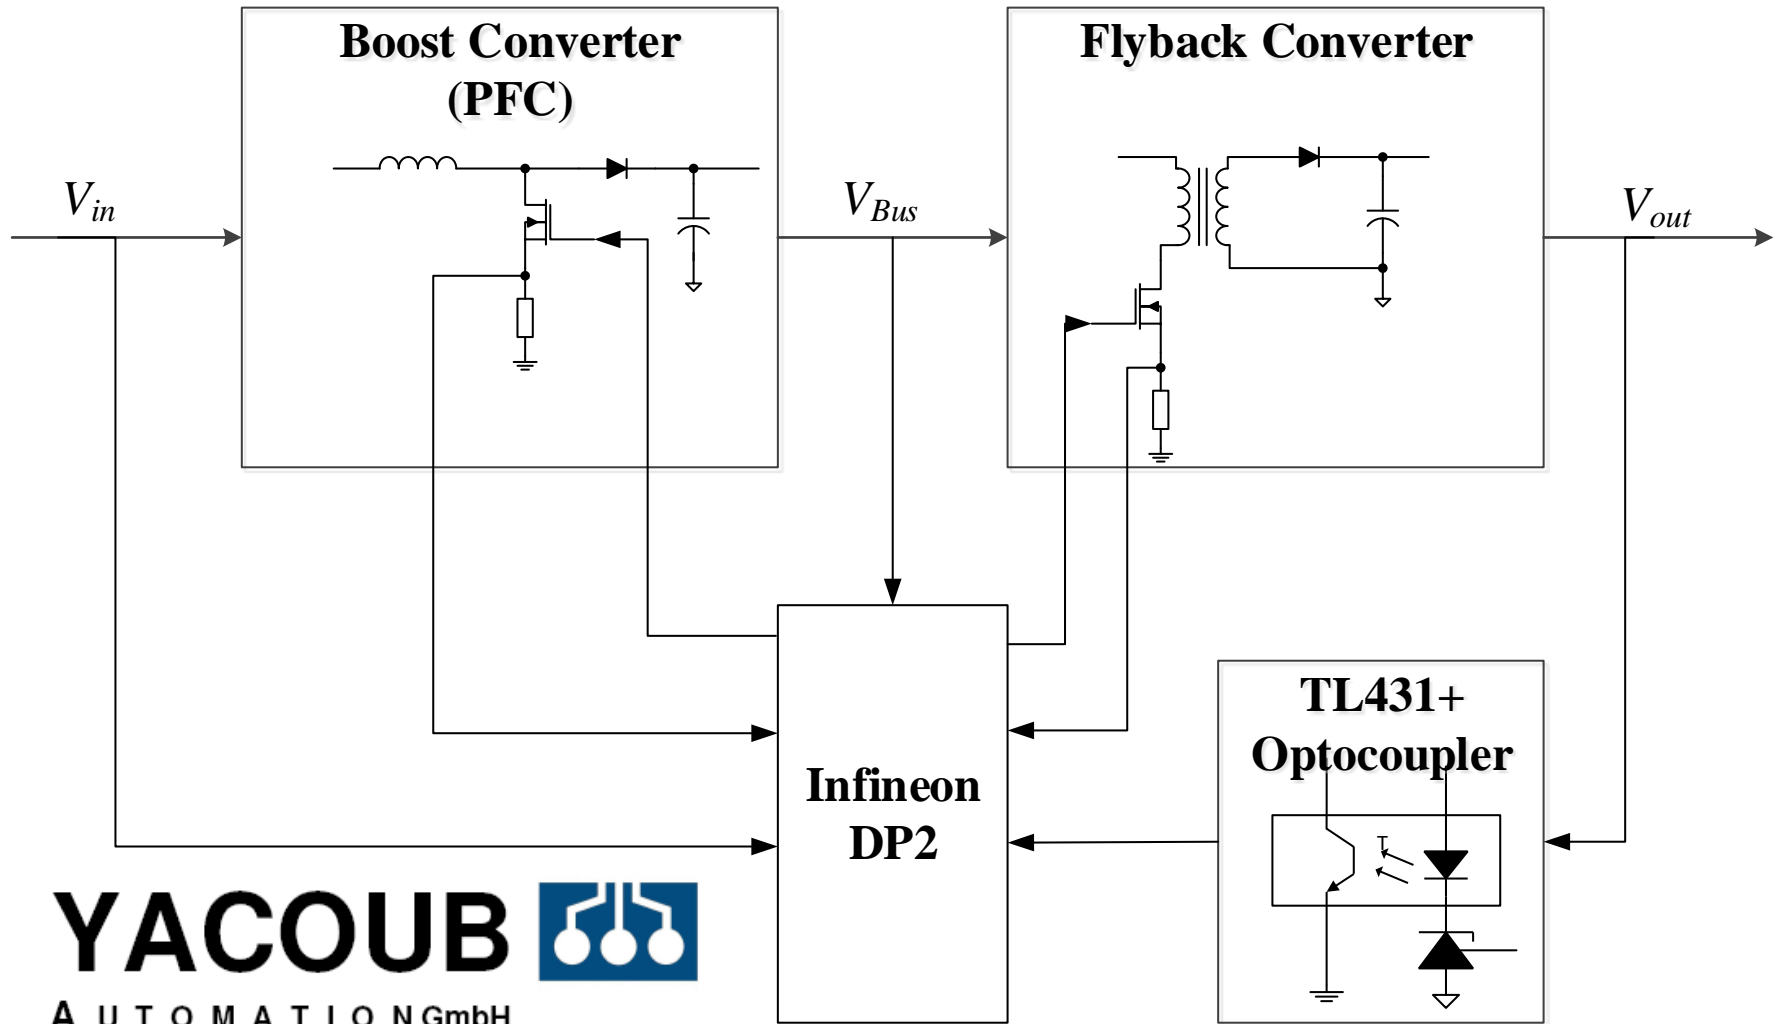 Boost Converter
(PFC)
Flyback Converter
Vin
VBus
Vout
TL431+
Optocoupler
T
Infineon
DP2
YACOUB
AUTOMATION GmbH